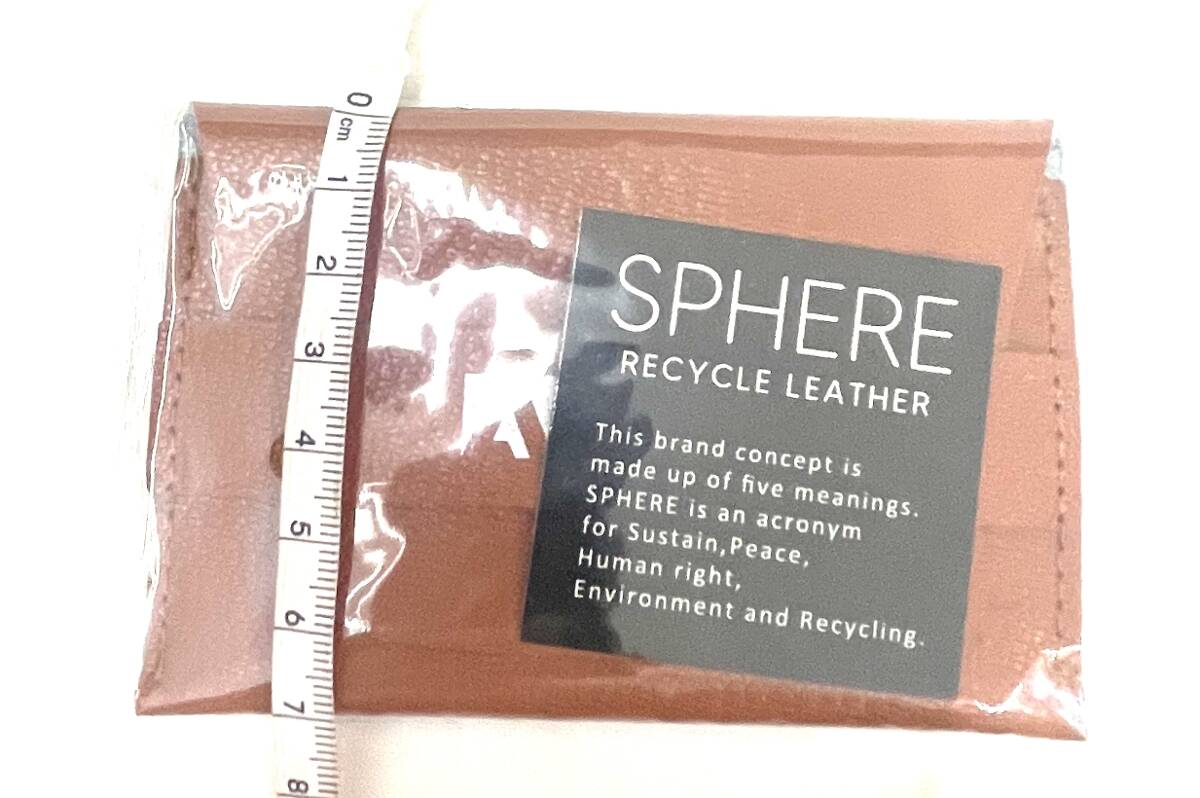 0
cm
1
2
3
4
5
6
7
8
SPHERE
RECYCLE LEATHER
This brand concept is
made up of five meanings.
SPHERE is an acronym
for Sustain,Peace,
Human right,
Environment and Recycling.